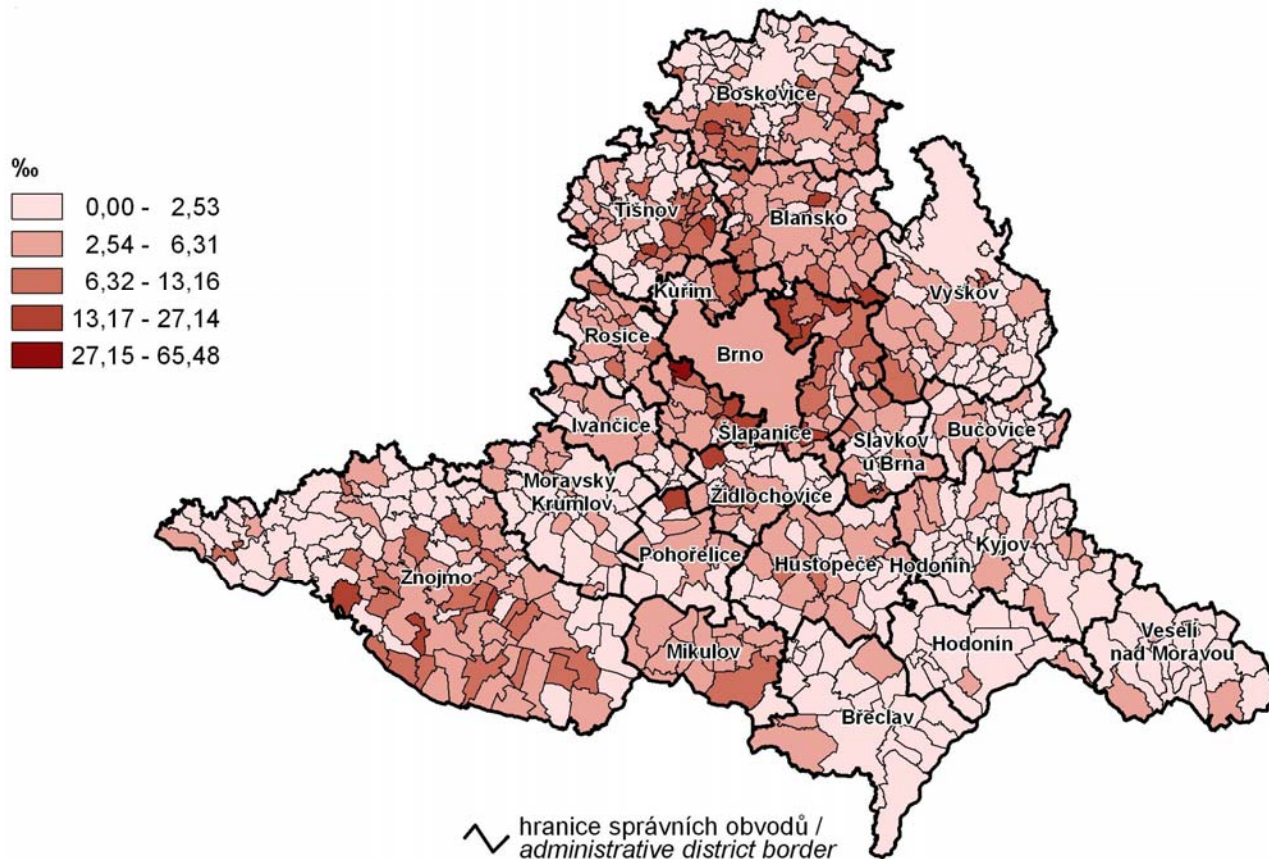 Boskovice
‰
0,00 - 2,53
2,54 - 6,31
6,32 - 13,16
13,17 - 27,14
27,15 - 65,48
Tišnov
Blansko
Kuřim
Vyškov
Rosice
Brno
Ivančice
Šlapanice
Slavkov
u Brna
Bučovice
Moravský
Krumlov
Židlochovice
Pohořelice
Hustopeče
Hodonín
Kyjov
Znojmo
Mikulov
Hodonín
Veselí
nad Moravou
Břeclav
hranice správních obvodů /
administrative district border